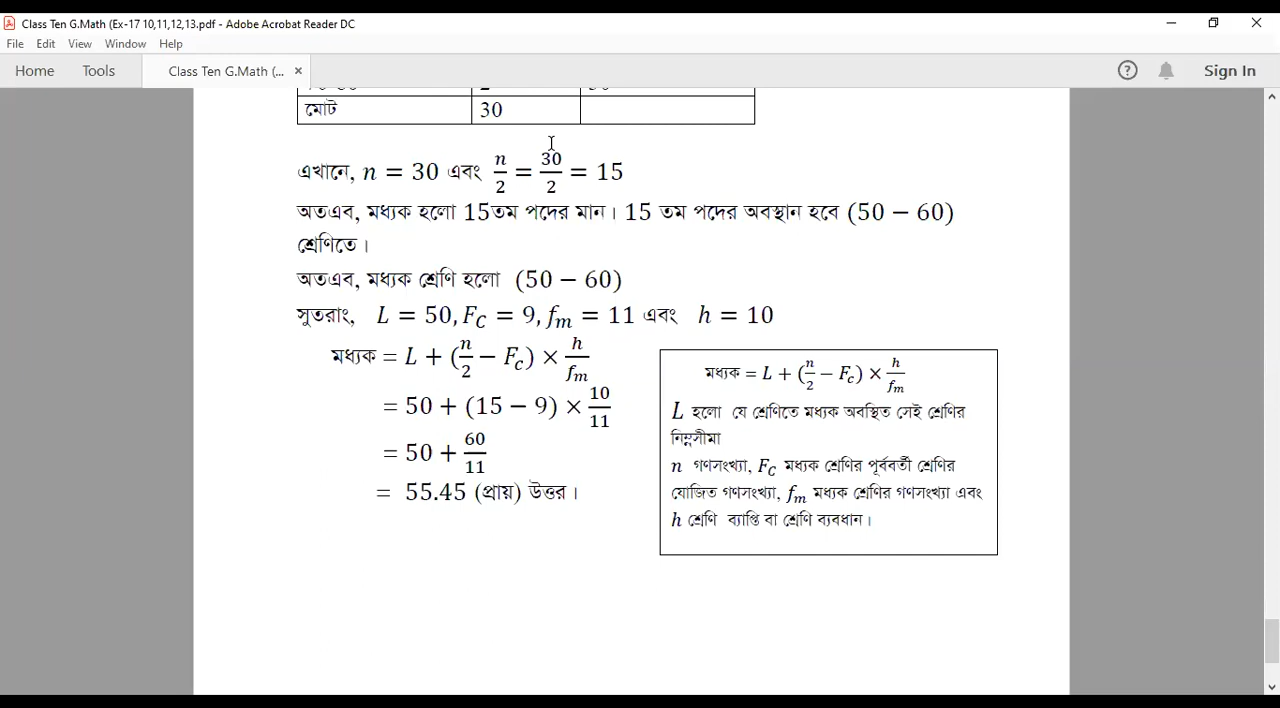 Class Ten G.Math (Ex-17 10,11,12,13.pdf - Adobe Acrobat Reader DC
File Edit View Window Help
Home Tools Class Ten G.Math (... × Sign In
মোট 30
এখানে, n = 30 এবং n/2 = 30/2 = 15
অতএব, মধ্যক হলো 15তম পদের মান। 15 তম পদের অবস্থান হবে (50 − 60)
শ্রেণিতে।
অতএব, মধ্যক শ্রেণি হলো (50 − 60)
সুতরাং, L = 50, F_C = 9, f_m = 11 এবং h = 10
মধ্যক = L + (n/2 − F_c) × h/f_m
= 50 + (15 − 9) × 10/11
= 50 + 60/11
= 55.45 (প্রায়) উত্তর।
মধ্যক = L + (n/2 − F_c) × h/f_m
L হলো যে শ্রেণিতে মধ্যক অবস্থিত সেই শ্রেণির
নিম্নসীমা
n গণসংখ্যা, F_C মধ্যক শ্রেণির পূর্ববর্তী শ্রেণির
যোজিত গণসংখ্যা, f_m মধ্যক শ্রেণির গণসংখ্যা এবং
h শ্রেণি ব্যাপ্তি বা শ্রেণি ব্যবধান।